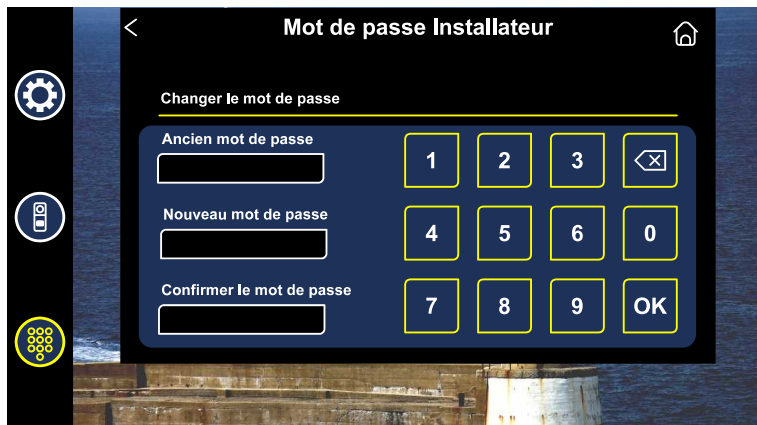 Mot de passe Installateur
Changer le mot de passe
Ancien mot de passe
1 2 3
Nouveau mot de passe
4 5 6 0
Confirmer le mot de passe
7 8 9 OK